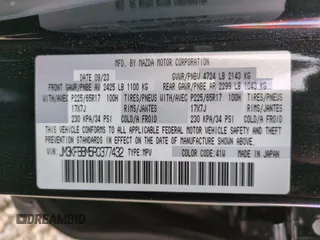 MFD. BY MAZDA MOTOR CORPORATION
DATE 09/23 GVWR/PNBV 4724 LB 2143 KG
FRONT GAWR/PNBE AV 2425 LB 1100 KG REAR GAWR/PNBE AR 2299 LB 1043 KG
WITH/AVEC P225/65R17 100H TIRES/PNEUS WITH/AVEC P225/65R17 100H TIRES/PNEUS
17X7J RIMS/JANTES 17X7J RIMS/JANTES
230 KPA/34 PSI COLD/FROID 230 KPA/34 PSI COLD/FROID
THIS VEHICLE CONFORMS TO ALL APPLICABLE FEDERAL MOTOR VEHICLE SAFETY
STANDARDS IN EFFECT ON THE DATE OF MANUFACTURE SHOWN ABOVE.
VIN: JM3KFBBM5R0377432 TYPE: MPV COLOR CODE: 41W MADE IN JAPAN
DREAMBID